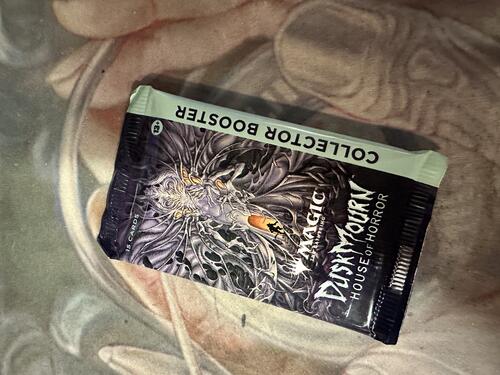 COLLECTOR BOOSTER
MAGIC
DUSKMOURN
HOUSE OF HORROR
15 CARDS